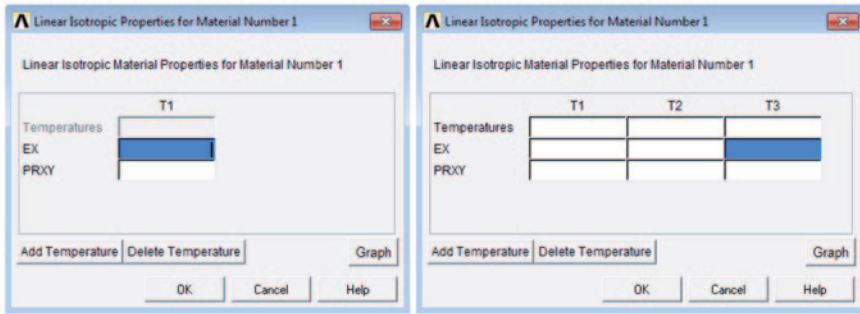 Linear Isotropic Properties for Material Number 1
Linear Isotropic Material Properties for Material Number 1
T1
Temperatures
EX
PRXY
Add Temperature Delete Temperature Graph
OK Cancel Help
Linear Isotropic Properties for Material Number 1
Linear Isotropic Material Properties for Material Number 1
T1 T2 T3
Temperatures
EX
PRXY
Add Temperature Delete Temperature Graph
OK Cancel Help